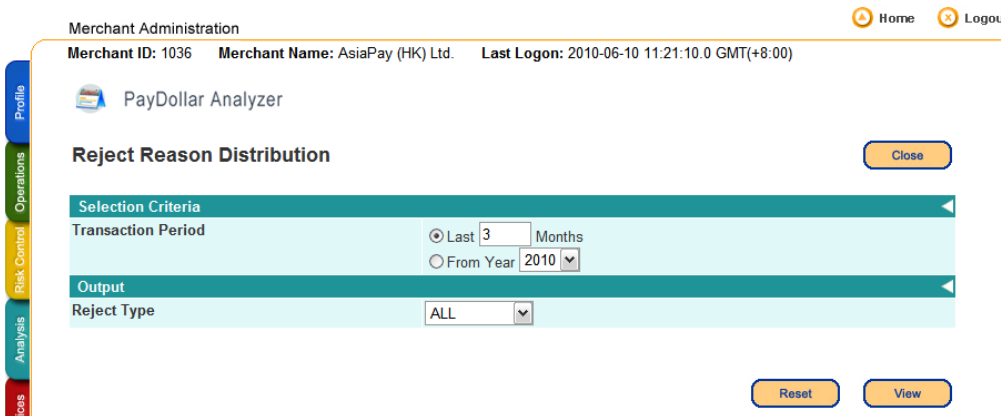 Home Logou
Merchant Administration
Merchant ID: 1036 Merchant Name: AsiaPay (HK) Ltd. Last Logon: 2010-06-10 11:21:10.0 GMT(+8:00)
Profile
PayDollar Analyzer
Reject Reason Distribution
Close
Operations
Selection Criteria
Transaction Period
Last 3 Months
From Year 2010
Risk Control
Output
Reject Type
ALL
Analysis
Reset View
ices